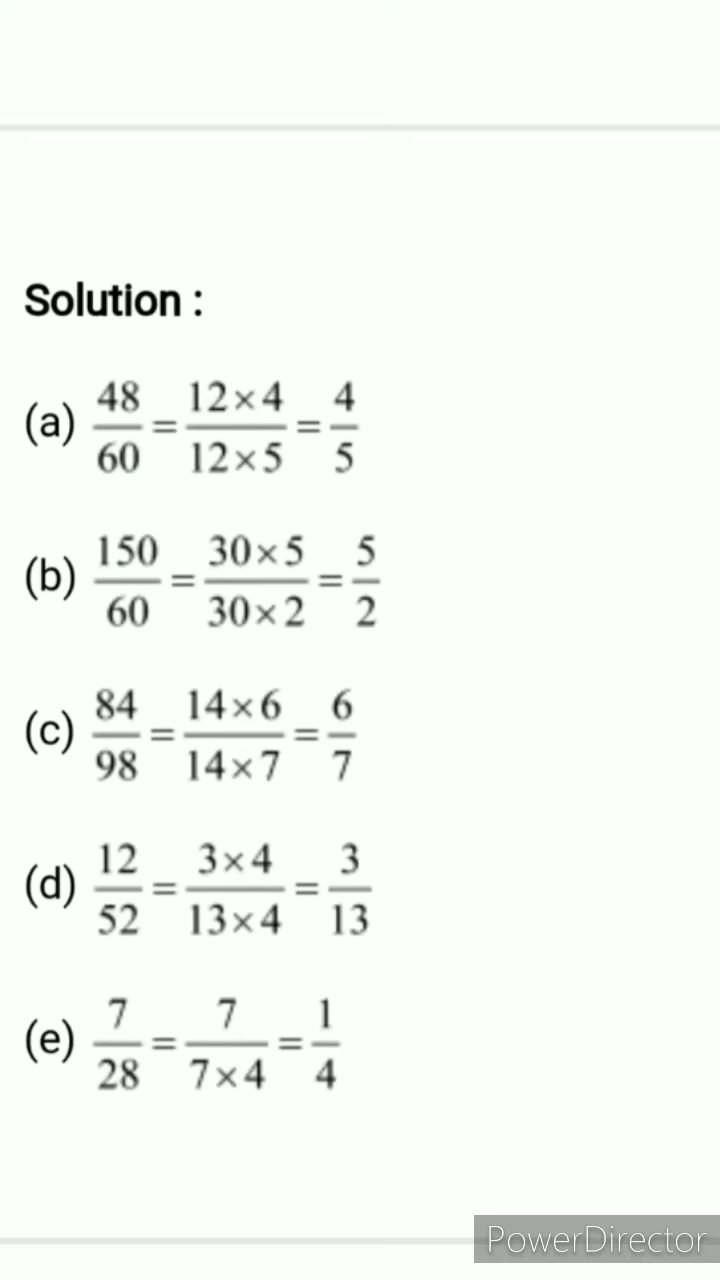 Solution :
(a) 48/60 = 12×4/12×5 = 4/5
(b) 150/60 = 30×5/30×2 = 5/2
(c) 84/98 = 14×6/14×7 = 6/7
(d) 12/52 = 3×4/13×4 = 3/13
(e) 7/28 = 7/7×4 = 1/4
PowerDirector